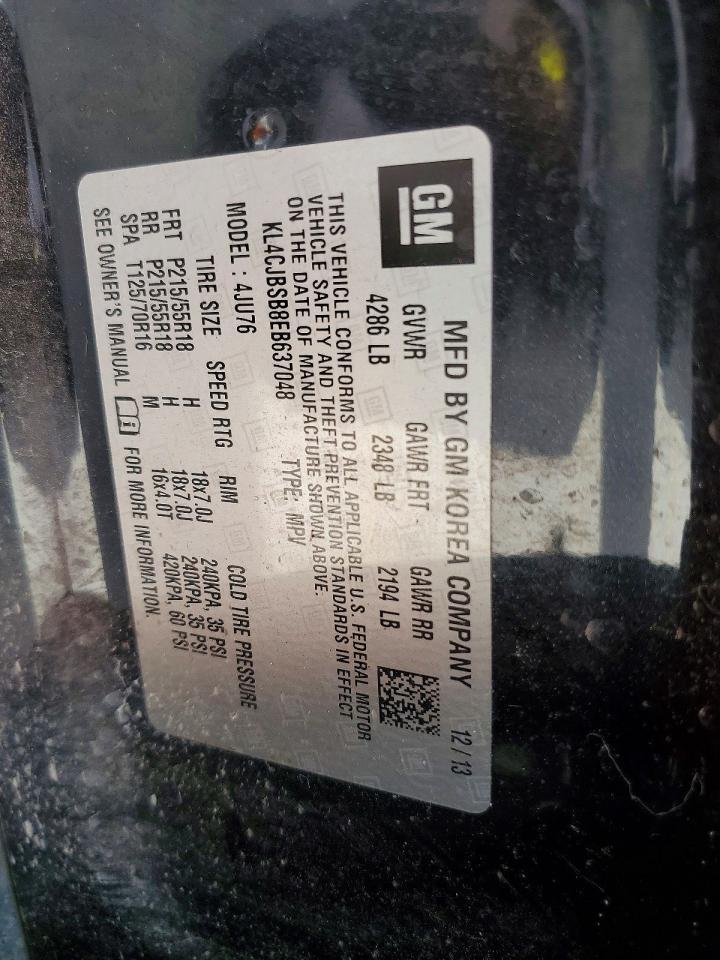 GM
MFD BY GM KOREA COMPANY 12 / 13
GVWR GAWR FRT GAWR RR
4286 LB 2348 LB 2194 LB
THIS VEHICLE CONFORMS TO ALL APPLICABLE U.S. FEDERAL MOTOR
VEHICLE SAFETY AND THEFT PREVENTION STANDARDS IN EFFECT
ON THE DATE OF MANUFACTURE SHOWN ABOVE.
KL4CJBSB8EB637048 TYPE: MPV
MODEL : 4JU76
TIRE SIZE SPEED RTG RIM COLD TIRE PRESSURE
FRT P215/55R18 H 18x7.0J 240KPA, 35 PSI
RR P215/55R18 H 18x7.0J 240KPA, 35 PSI
SPA T125/70R16 M 16x4.0T 420KPA, 60 PSI
SEE OWNER'S MANUAL FOR MORE INFORMATION.